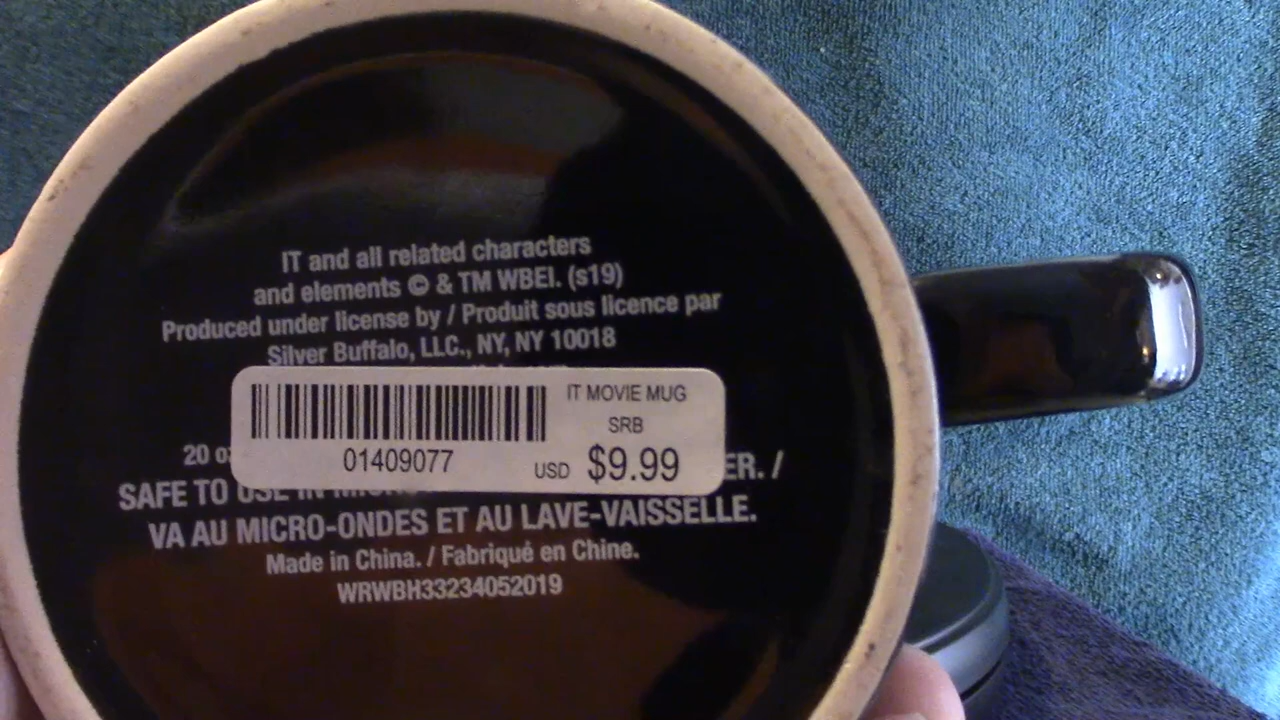 IT and all related characters
and elements © & TM WBEI. (s19)
Produced under license by / Produit sous licence par
Silver Buffalo, LLC., NY, NY 10018
IT MOVIE MUG
SRB
01409077
USD $9.99
20
SAFE TO USE IN
/
VA AU MICRO-ONDES ET AU LAVE-VAISSELLE.
Made in China. / Fabriqué en Chine.
WRWBH33234052019